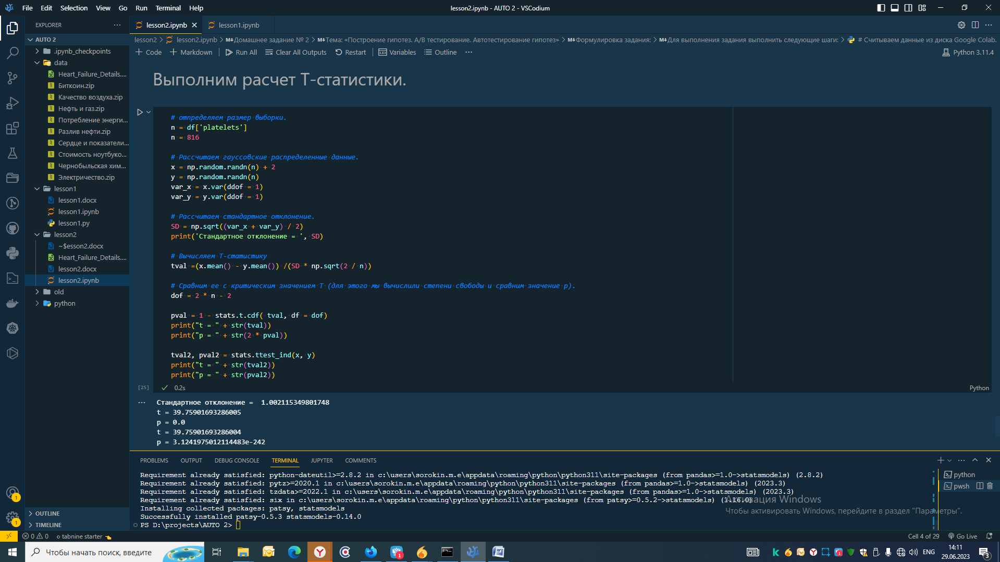 File Edit Selection View Go Run Terminal Help
lesson2.ipynb - AUTO 2 - VSCodium
EXPLORER
AUTO 2
.ipynb_checkpoints
data
Heart_Failure_Details....
Биткоин.zip
Качество воздуха.zip
Нефть и газ.zip
Потребление энерги...
Разлив нефти.zip
Сердце и показатели...
Стоимость ноутбуко...
Чернобыльская хим...
Электричество.zip
lesson1
lesson1.docx
lesson1.ipynb
lesson1.py
lesson2
~$esson2.docx
Heart_Failure_Details....
lesson2.docx
lesson2.ipynb
old
python
OUTLINE
TIMELINE
lesson2.ipynb lesson1.ipynb
lesson2 > lesson2.ipynb > Домашнее задание № 2 > Тема: «Построение гипотез. A/B тестирование. Автотестирование гипотез» > Формулировка задания: > Для выполнения задания выполнить следующие шаги: > # Считываем данные из диска Google Colab.
+ Code + Markdown Run All Clear All Outputs Restart Variables Outline ...
Python 3.11.4
Выполним расчет Т-статистики.
# отпределяем размер выборки.
n = df['platelets']
n = 816
# Рассчитаем гауссовские распределенные данные.
x = np.random.randn(n) + 2
y = np.random.randn(n)
var_x = x.var(ddof = 1)
var_y = y.var(ddof = 1)
# Рассчитаем стандартное отклонение.
SD = np.sqrt((var_x + var_y) / 2)
print('Стандартное отклонение = ', SD)
# Вычисляем Т-статистику
tval =(x.mean() - y.mean()) /(SD * np.sqrt(2 / n))
# Сравним ее с критическим значением Т (для этого мы вычислили степени свободы и сравним значение p).
dof = 2 * n - 2
pval = 1 - stats.t.cdf( tval, df = dof)
print("t = " + str(tval))
print("p = " + str(2 * pval))
tval2, pval2 = stats.ttest_ind(x, y)
print("t = " + str(tval2))
print("p = " + str(pval2))
[25] 0.2s
Python
Стандартное отклонение =  1.002115349801748
t = 39.75901693286005
p = 0.0
t = 39.75901693286004
p = 3.1241975012114483e-242
PROBLEMS OUTPUT DEBUG CONSOLE TERMINAL JUPYTER COMMENTS
Requirement already satisfied: python-dateutil>=2.8.2 in c:\users\sorokin.m.e\appdata\roaming\python\python311\site-packages (from pandas>=1.0->statsmodels) (2.8.2)
Requirement already satisfied: pytz>=2020.1 in c:\users\sorokin.m.e\appdata\roaming\python\python311\site-packages (from pandas>=1.0->statsmodels) (2023.3)
Requirement already satisfied: tzdata>=2022.1 in c:\users\sorokin.m.e\appdata\roaming\python\python311\site-packages (from pandas>=1.0->statsmodels) (2023.3)
Requirement already satisfied: six in c:\users\sorokin.m.e\appdata\roaming\python\python311\site-packages (from patsy>=0.5.2->statsmodels) (1.16.0)
Installing collected packages: patsy, statsmodels
Successfully installed patsy-0.5.3 statsmodels-0.14.0
PS D:\projects\AUTO 2>
python
pwsh
Активация Windows
Чтобы активировать Windows, перейдите в раздел "Параметры".
0 0 tabnine starter
Cell 4 of 29 Go Live
Чтобы начать поиск, введите
ENG
14:11
29.06.2023
3